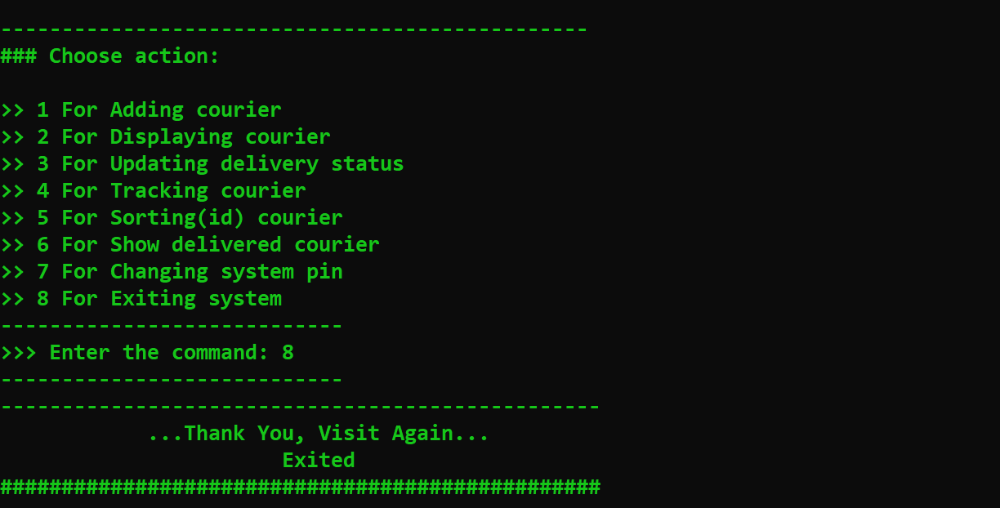 ------------------------------------------------
### Choose action:
>> 1 For Adding courier
>> 2 For Displaying courier
>> 3 For Updating delivery status
>> 4 For Tracking courier
>> 5 For Sorting(id) courier
>> 6 For Show delivered courier
>> 7 For Changing system pin
>> 8 For Exiting system
----------------------------
>>> Enter the command: 8
----------------------------
-------------------------------------------------
...Thank You, Visit Again...
Exited
#################################################